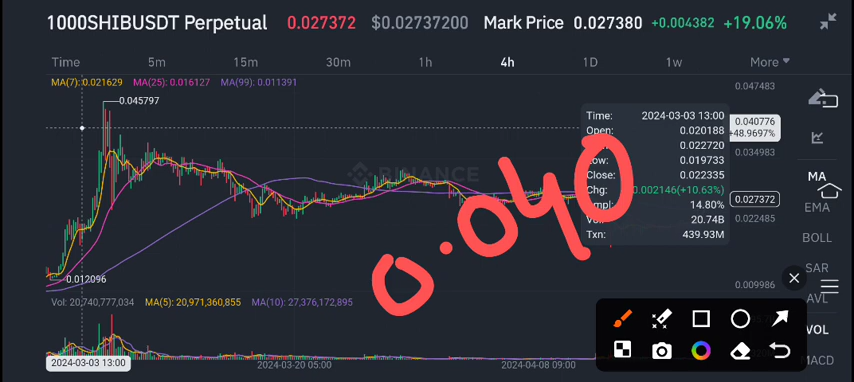 1000SHIBUSDT Perpetual 0.027372 $0.02737200 Mark Price 0.027380 +0.004382 +19.06%
Time 5m 15m 30m 1h 4h 1D 1w More
MA(7): 0.021629 MA(25): 0.016127 MA(99): 0.011391
0.047483
0.045797
0.040776
+48.9697%
0.034983
0.027372
0.022485
0.009986
0.012096
BINANCE
Time: 2024-03-03 13:00
Open: 0.020188
0.022720
Low: 0.019733
Close: 0.022335
Chg: 0.002146(+10.63%)
14.80%
20.74B
Txn: 439.93M
0.040
MA
EMA
BOLL
SAR
AVL
VOL
MACD
Vol: 20,740,777,034 MA(5): 20,971,360,855 MA(10): 27,376,172,895
2024-03-03 13:00 2024-03-20 05:00 2024-04-08 09:00